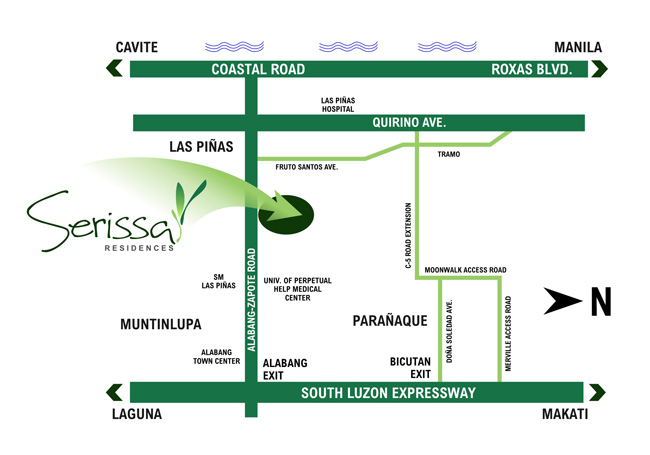 CAVITE
MANILA
COASTAL ROAD
ROXAS BLVD.
LAS PIÑAS
HOSPITAL
QUIRINO AVE.
LAS PIÑAS
TRAMO
FRUTO SANTOS AVE.
Serissa
RESIDENCES
C-5 ROAD EXTENSION
ALABANG-ZAPOTE ROAD
MOONWALK ACCESS ROAD
SM
LAS PIÑAS
UNIV. OF PERPETUAL
HELP MEDICAL
CENTER
N
DOÑA SOLEDAD AVE.
MERVILLE ACCESS ROAD
MUNTINLUPA
PARAÑAQUE
ALABANG
TOWN CENTER
ALABANG
EXIT
BICUTAN
EXIT
SOUTH LUZON EXPRESSWAY
LAGUNA
MAKATI